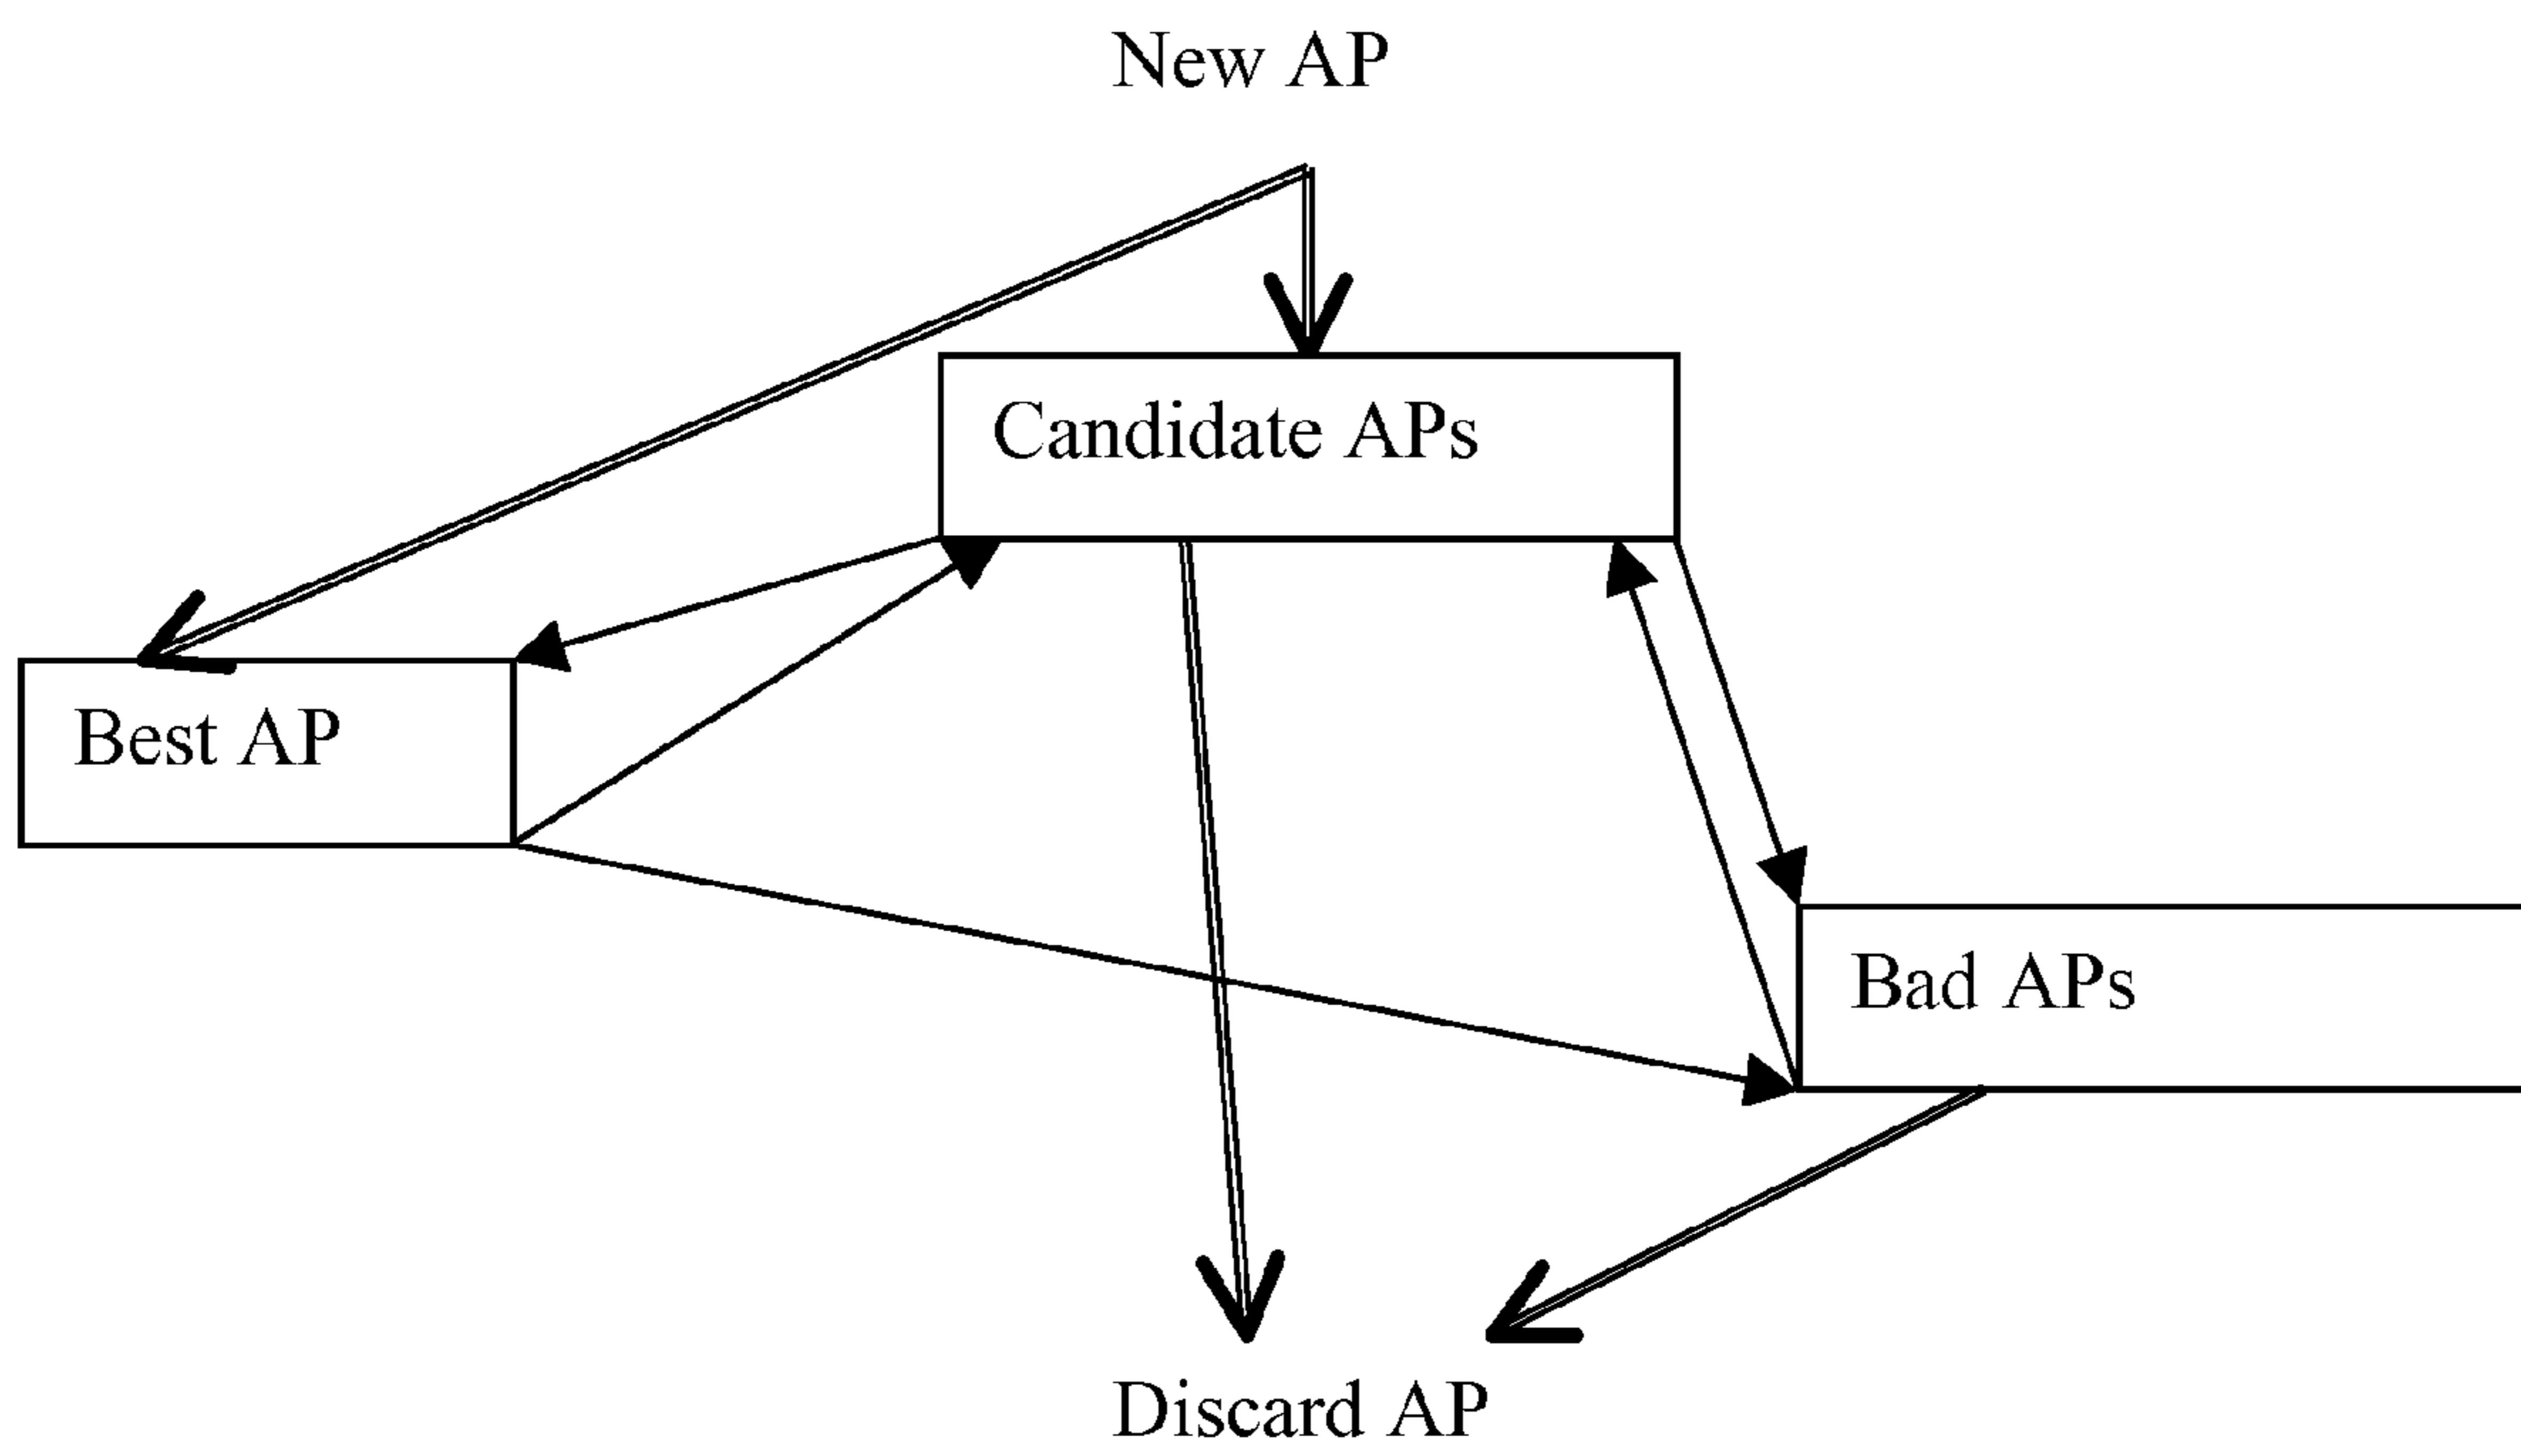 New AP
Candidate APs
Best AP
Bad APs
Discard AP